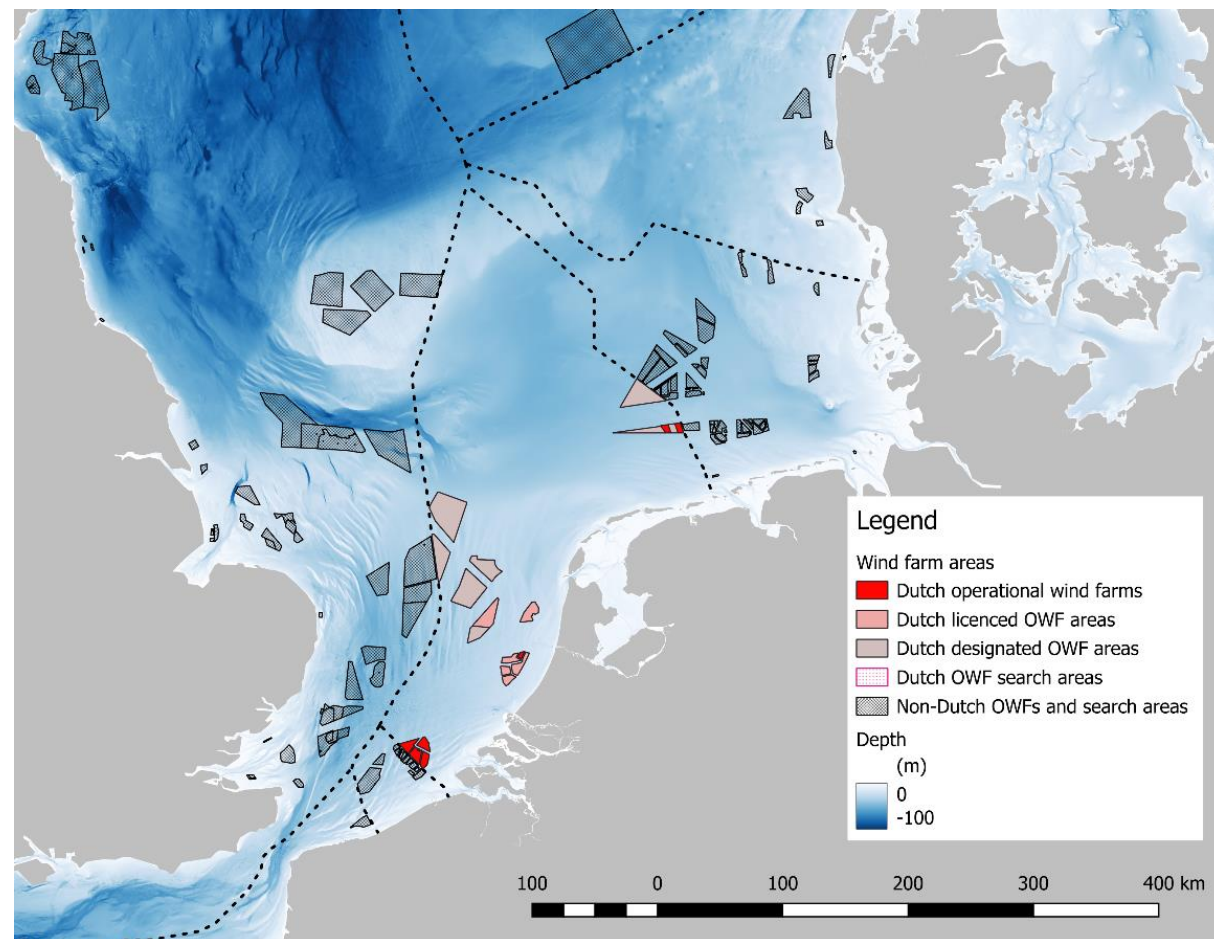 Legend
Wind farm areas
Dutch operational wind farms
Dutch licenced OWF areas
Dutch designated OWF areas
Dutch OWF search areas
Non-Dutch OWFs and search areas
Depth
(m)
0
-100
100 0 100 200 300 400 km